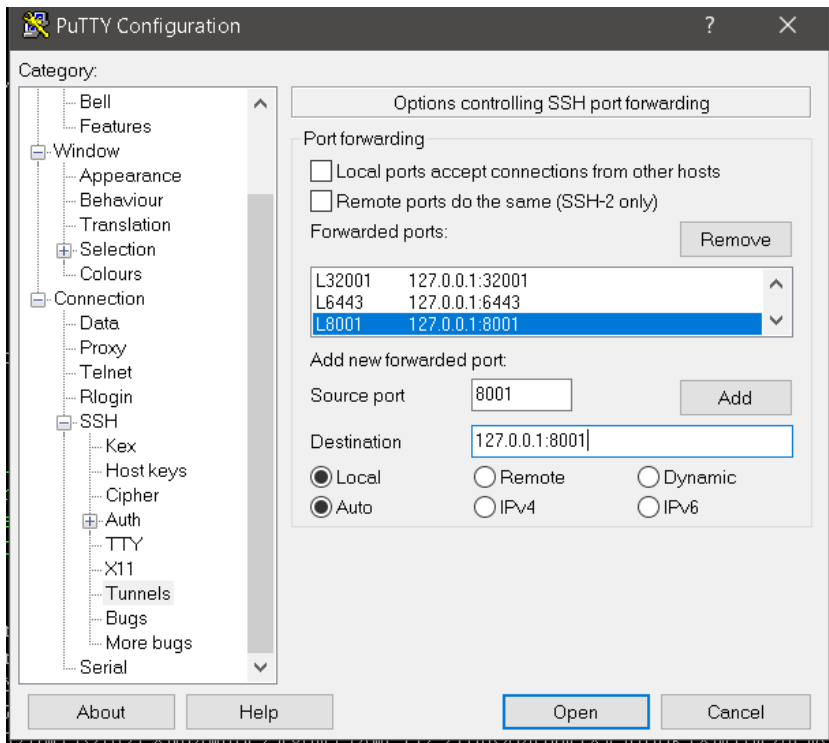 PuTTY Configuration
?
Category:
Bell
Features
Window
Appearance
Behaviour
Translation
Selection
Colours
Connection
Data
Proxy
Telnet
Rlogin
SSH
Kex
Host keys
Cipher
Auth
TTY
X11
Tunnels
Bugs
More bugs
Serial
Options controlling SSH port forwarding
Port forwarding
Local ports accept connections from other hosts
Remote ports do the same (SSH-2 only)
Forwarded ports:
Remove
L32001 127.0.0.1:32001
L6443 127.0.0.1:6443
L8001 127.0.0.1:8001
Add new forwarded port:
Source port 8001 Add
Destination 127.0.0.1:8001
Local Remote Dynamic
Auto IPv4 IPv6
About Help Open Cancel